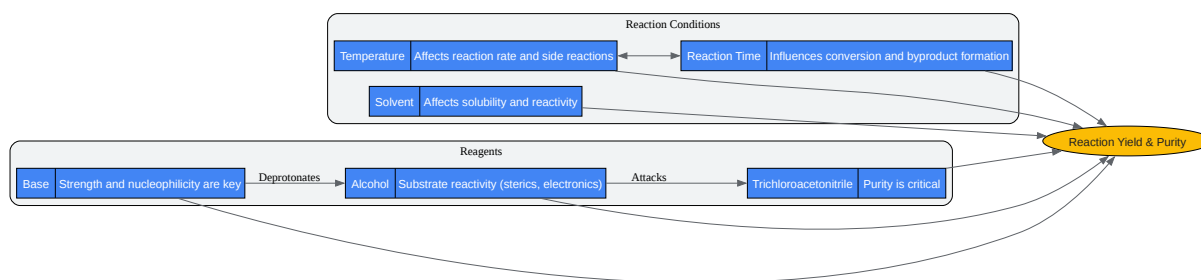 Reaction Conditions
Temperature Affects reaction rate and side reactions
Reaction Time Influences conversion and byproduct formation
Solvent Affects solubility and reactivity
Reaction Yield & Purity
Reagents
Base Strength and nucleophilicity are key
Deprotonates
Alcohol Substrate reactivity (sterics, electronics)
Attacks
Trichloroacetonitrile Purity is critical